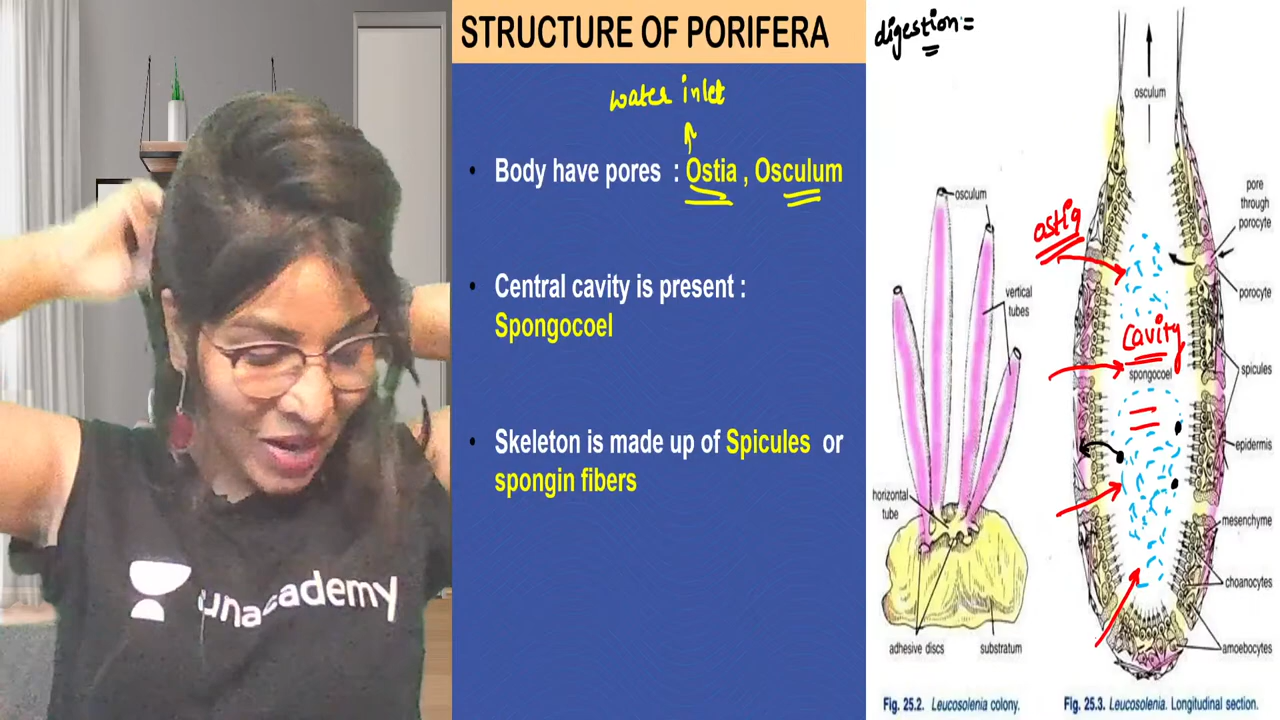 STRUCTURE OF PORIFERA
water inlet
• Body have pores : Ostia , Osculum
• Central cavity is present :
Spongocoel
• Skeleton is made up of Spicules or
spongin fibers
unacademy
digestion =
osculum
vertical
tubes
horizontal
tube
adhesive discs
substratum
Fig. 25.2. Leucosolenia colony.
osculum
ostia
pore
through
porocyte
porocyte
cavity
spongocoel
spicules
epidermis
mesenchyme
choanocytes
amoebocytes
Fig. 25.3. Leucosolenia. Longitudinal section.